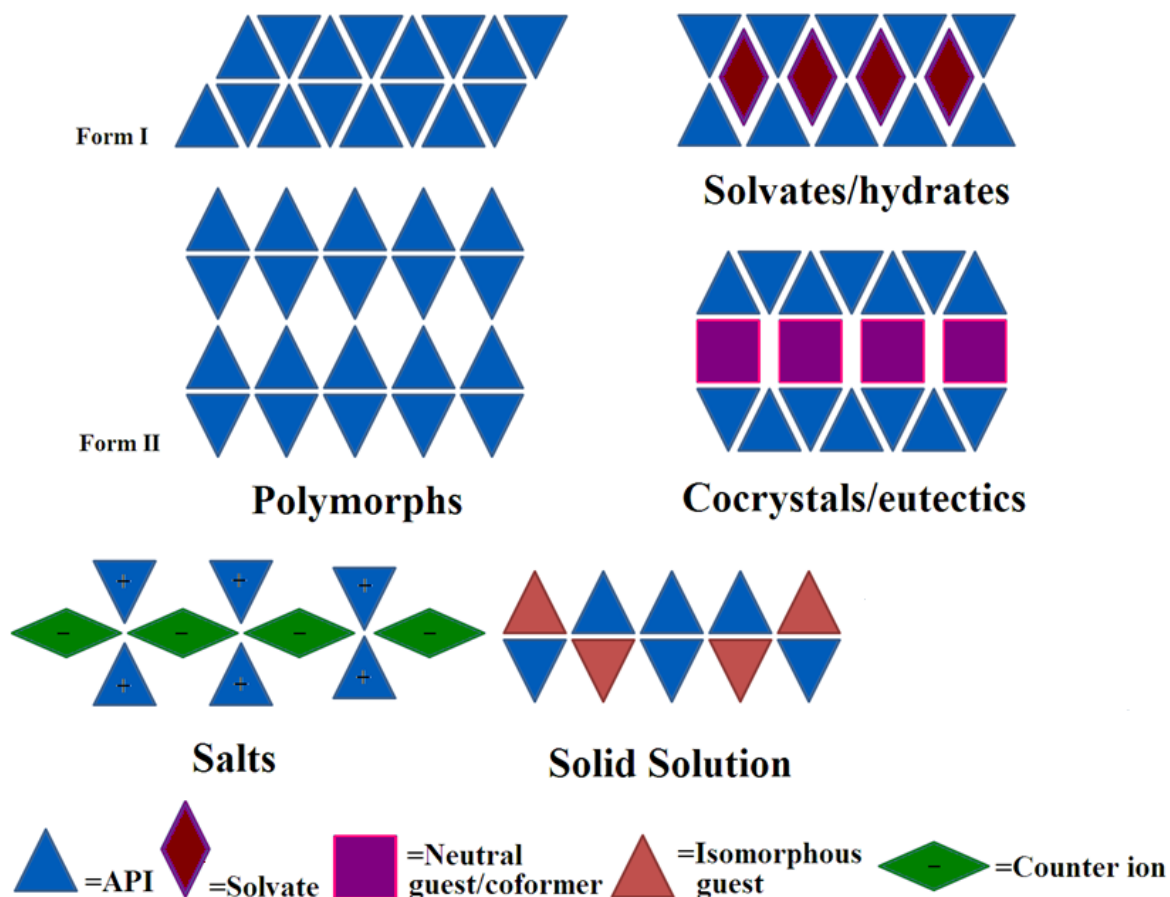 Form I
Solvates/hydrates
Form II
Polymorphs
Cocrystals/eutectics
+ + +
− − − −
+ + +
Salts
Solid Solution
=API
=Solvate
=Neutral
guest/coformer
=Isomorphous
guest
−
=Counter ion